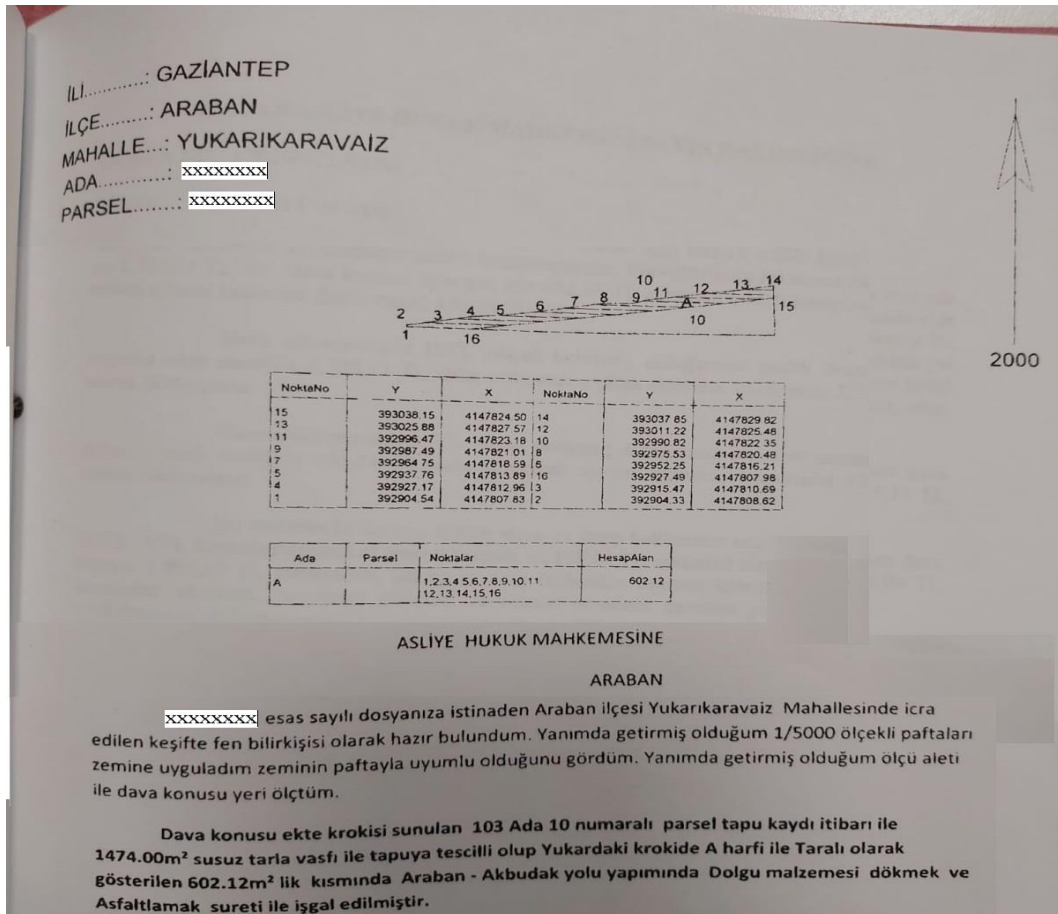 İLİ............: GAZİANTEP
İLÇE.........: ARABAN
MAHALLE...: YUKARIKARAVAİZ
ADA............: xxxxxxxx
PARSEL.......: xxxxxxxx
10 14
2 3 4 5 6 7 8 9 11 12 13
A 15
1 16 10
2000
NoktaNo Y X NoktaNo Y X
15 393038.15 4147824.50 14 393037.85 4147829.82
13 393025.88 4147827.57 12 393011.22 4147825.48
11 392996.47 4147823.18 10 392990.82 4147822.35
9 392987.49 4147821.01 8 392975.53 4147820.48
7 392964.75 4147818.59 6 392952.25 4147816.21
5 392937.76 4147813.89 16 392927.49 4147807.98
4 392927.17 4147812.96 3 392915.47 4147810.69
1 392904.54 4147807.83 2 392904.33 4147808.62
Ada Parsel Noktalar HesapAlan
A 1,2,3,4 5,6,7,8,9,10,11 602.12
12,13,14,15,16
ASLİYE HUKUK MAHKEMESİNE
ARABAN
xxxxxxxx esas sayılı dosyanıza istinaden Araban ilçesi Yukarıkaravaiz Mahallesinde icra
edilen keşifte fen bilirkişisi olarak hazır bulundum. Yanımda getirmiş olduğum 1/5000 ölçekli paftaları
zemine uyguladım zeminin paftayla uyumlu olduğunu gördüm. Yanımda getirmiş olduğum ölçü aleti
ile dava konusu yeri ölçtüm.
Dava konusu ekte krokisi sunulan 103 Ada 10 numaralı parsel tapu kaydı itibarı ile
1474.00m² susuz tarla vasfı ile tapuya tescilli olup Yukardaki krokide A harfi ile Taralı olarak
gösterilen 602.12m² lik kısmında Araban - Akbudak yolu yapımında Dolgu malzemesi dökmek ve
Asfaltlamak sureti ile işgal edilmiştir.